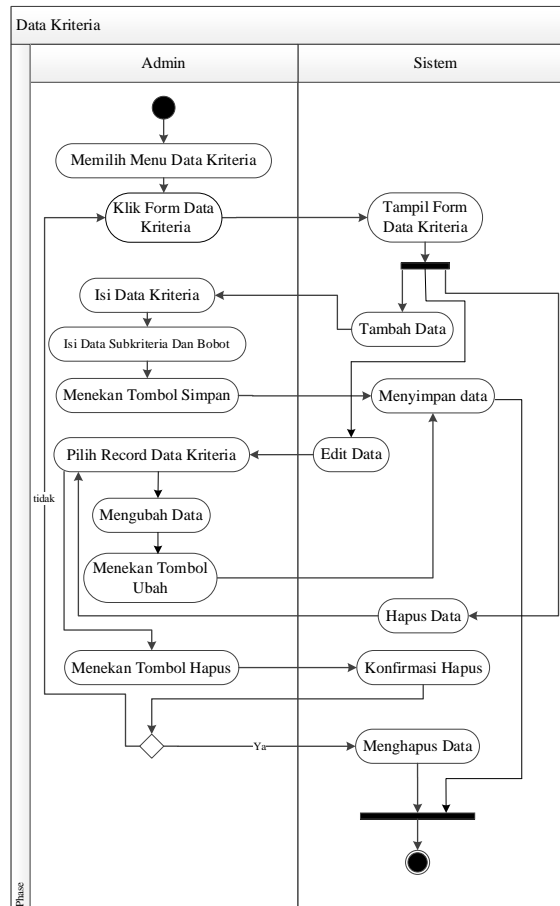 Data Kriteria
Admin
Sistem
Memilih Menu Data Kriteria
Klik Form Data
Kriteria
Tampil Form
Data Kriteria
Isi Data Kriteria
Tambah Data
Isi Data Subkriteria Dan Bobot
Menekan Tombol Simpan
Menyimpan data
Pilih Record Data Kriteria
Edit Data
tidak
Mengubah Data
Menekan Tombol
Ubah
Hapus Data
Menekan Tombol Hapus
Konfirmasi Hapus
Ya
Menghapus Data
Phase